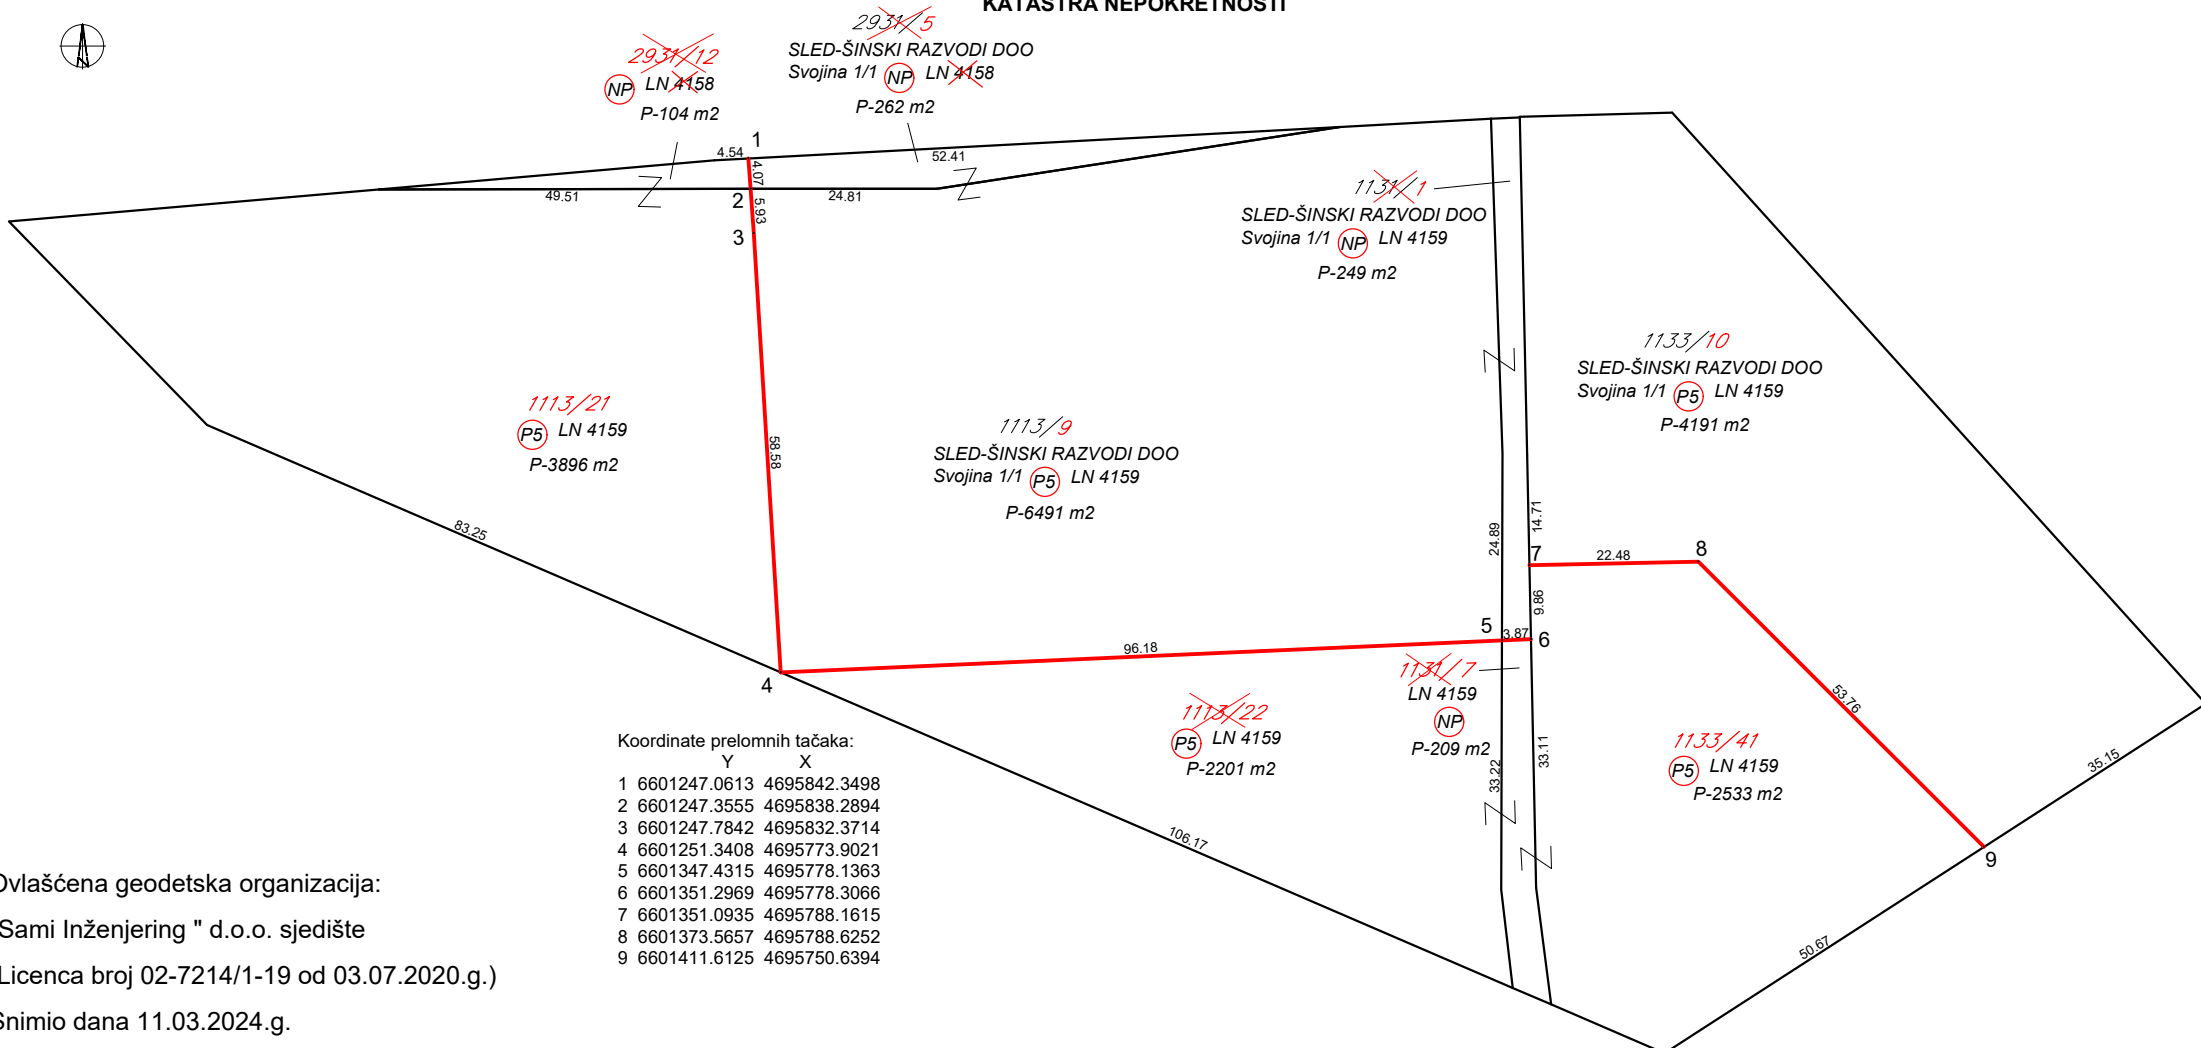 KATASTRA NEPOKRETNOSTI
N
2931/5
SLED-ŠINSKI RAZVODI DOO
Svojina 1/1 NP LN 4158
P-262 m2
2931/12
NP LN 4158
P-104 m2
1
4.54
4.07
52.41
49.51
2
5.93
24.81
3
1131/1
SLED-ŠINSKI RAZVODI DOO
Svojina 1/1 NP LN 4159
P-249 m2
1133/10
SLED-ŠINSKI RAZVODI DOO
Svojina 1/1 P5 LN 4159
P-4191 m2
1113/21
P5 LN 4159
P-3896 m2
58.58
1113/9
SLED-ŠINSKI RAZVODI DOO
Svojina 1/1 P5 LN 4159
P-6491 m2
83.25
24.89
14.71
7
22.48
8
9.86
5
3.87
6
96.18
4
1131/7
LN 4159
NP
P-209 m2
1113/22
P5 LN 4159
P-2201 m2
33.22
33.11
53.76
1133/41
P5 LN 4159
P-2533 m2
35.15
106.17
9
50.67
Koordinate prelomnih tačaka:
Y X
1 6601247.0613 4695842.3498
2 6601247.3555 4695838.2894
3 6601247.7842 4695832.3714
4 6601251.3408 4695773.9021
5 6601347.4315 4695778.1363
6 6601351.2969 4695778.3066
7 6601351.0935 4695788.1615
8 6601373.5657 4695788.6252
9 6601411.6125 4695750.6394
Ovlašćena geodetska organizacija:
Sami Inženjering " d.o.o. sjedište
Licenca broj 02-7214/1-19 od 03.07.2020.g.)
Snimio dana 11.03.2024.g.